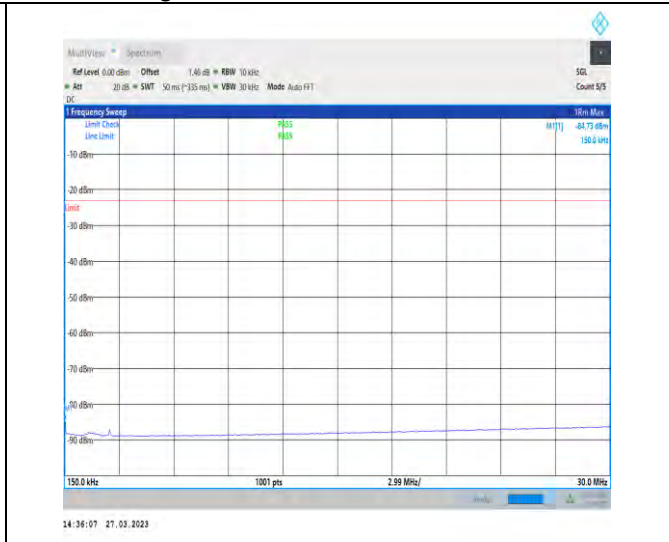 MultiView Spectrum
Ref Level 0.00 dBm Offset 1.46 dB RBW 10 kHz SGL
Att 20 dB SWT 50 ms (~335 ms) VBW 30 kHz Mode Auto FFT Count 5/5
DC
1 Frequency Sweep 1Rm Max
Limit Check PASS M1[1] -84.73 dBm
Line Limit PASS 150.0 kHz
-10 dBm
-20 dBm
Limit
-30 dBm
-40 dBm
-50 dBm
-60 dBm
-70 dBm
-80 dBm
-90 dBm
150.0 kHz 1001 pts 2.99 MHz/ 30.0 MHz
14:36:07 27.03.2023